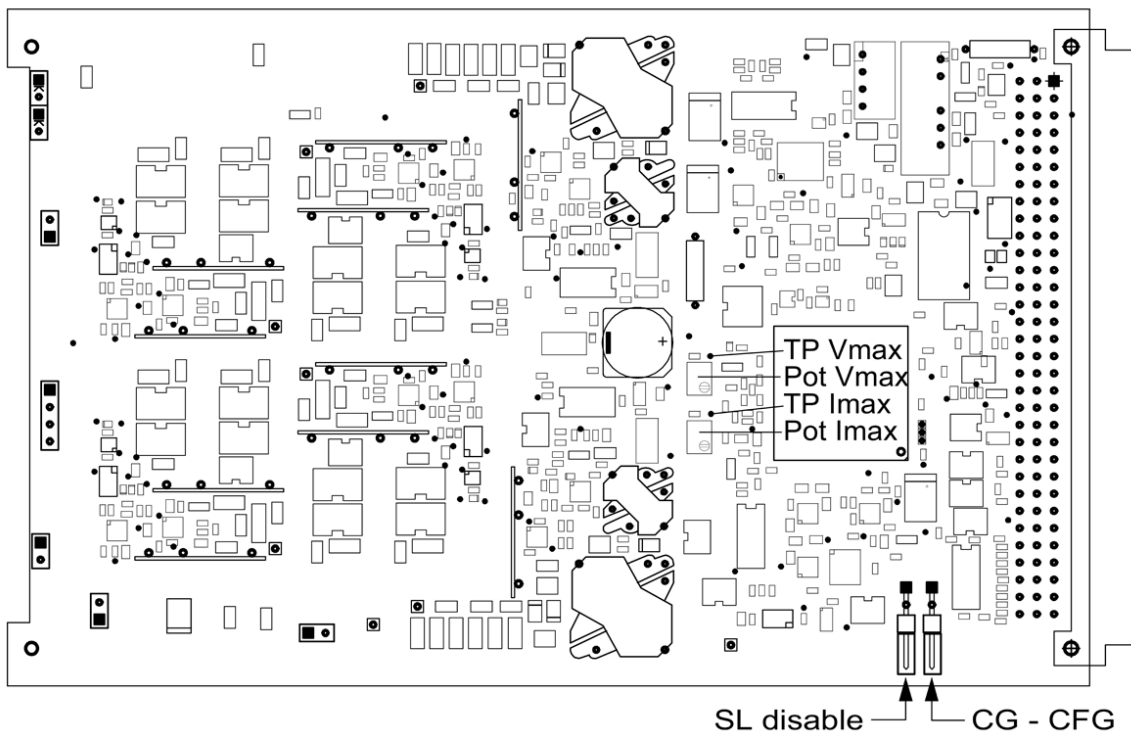 TP Vmax
Pot Vmax
TP Imax
Pot Imax
SL disable
CG - CFG